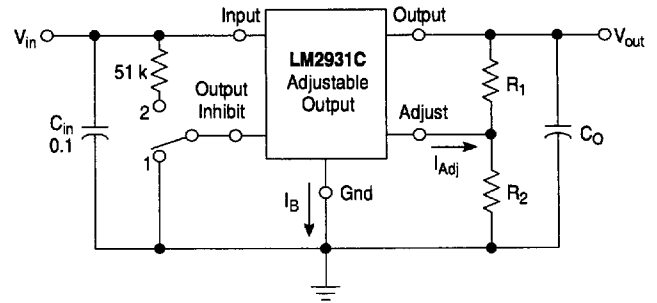 Input
Output
V_in
V_out
LM2931C
Adjustable
Output
51 k
R_1
2
Output
Inhibit
Adjust
C_in
0.1
1
I_Adj
C_O
I_B
Gnd
R_2